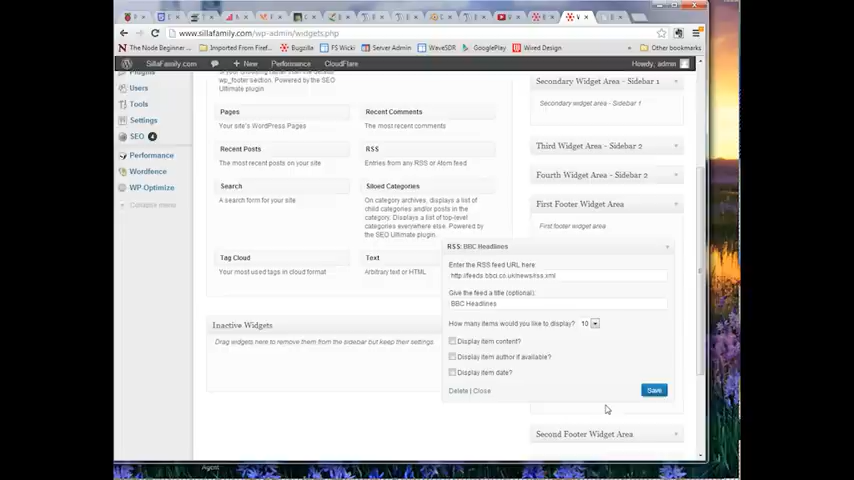 www.sillafamily.com/wp-admin/widgets.php
The Node Beginner
Imported From Fire
Bugzilla
FS Wicki
Server Admin
WaveSDR
GooglePlay
Wired Design
Other bookmarks
SillaFamily.com
+ New
Performance
CloudFlare
Howdy, admin
Plugins
Users
Tools
Settings
SEO 4
Performance
Wordfence
WP Optimize
Collapse menu
wp_footer section. Powered by the
SEO Ultimate plugin.
Pages
Your site's WordPress Pages
Recent Comments
The most recent comments
Recent Posts
The most recent posts on your site
RSS
Entries from any RSS or Atom feed
Search
A search form for your site
Siloed Categories
On category archives, displays a list of
child categories and/or posts in the
category. Displays a list of top-level
categories everywhere else. Powered by
the SEO Ultimate plugin.
Tag Cloud
Your most used tags in cloud format
Text
Arbitrary text or HTML
Inactive Widgets
Drag widgets here to remove them from the sidebar but keep their settings.
Secondary Widget Area - Sidebar 1
Secondary widget area - Sidebar 1
Third Widget Area - Sidebar 2
Fourth Widget Area - Sidebar 2
First Footer Widget Area
First footer widget area
RSS: BBC Headlines
Enter the RSS feed URL here:
http://feeds.bbci.co.uk/news/rss.xml
Give the feed a title (optional):
BBC Headlines
How many items would you like to display? 10
Display item content?
Display item author if available?
Display item date?
Delete | Close
Save
Second Footer Widget Area
Agent